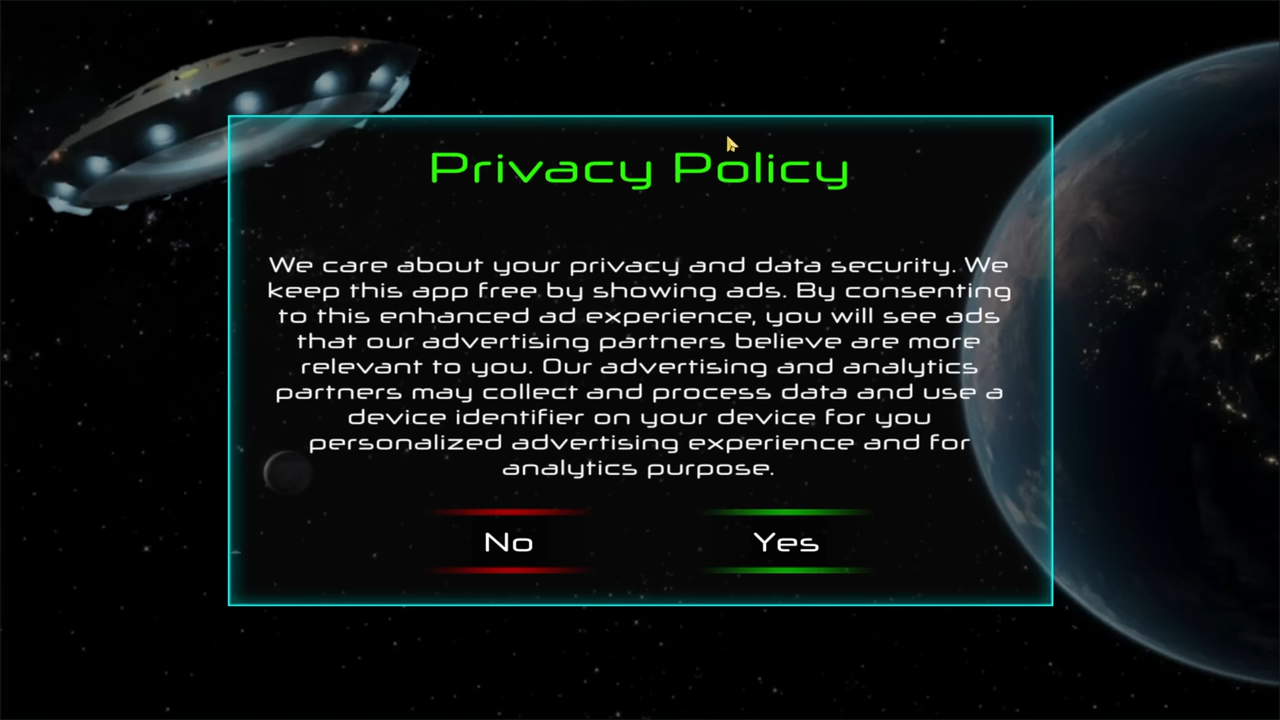 Privacy Policy
We care about your privacy and data security. We
keep this app free by showing ads. By consenting
to this enhanced ad experience, you will see ads
that our advertising partners believe are more
relevant to you. Our advertising and analytics
partners may collect and process data and use a
device identifier on your device for you
personalized advertising experience and for
analytics purpose.
No
Yes